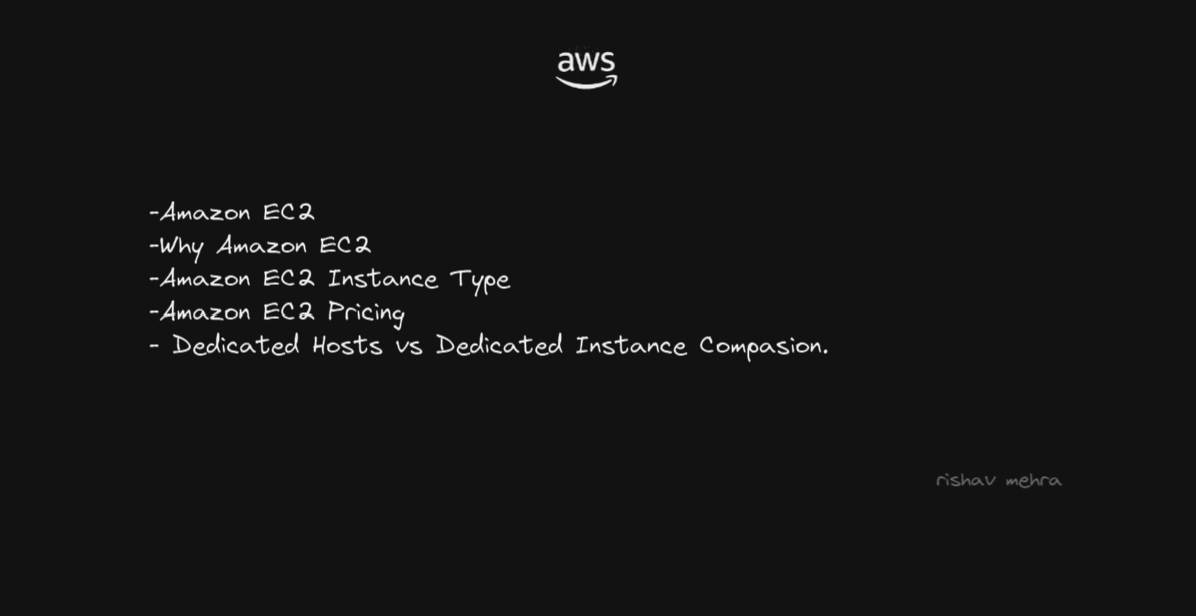 aws
-Amazon EC2
-Why Amazon EC2
-Amazon EC2 Instance Type
-Amazon EC2 Pricing
- Dedicated Hosts vs Dedicated Instance Compasion.
rishav mehra